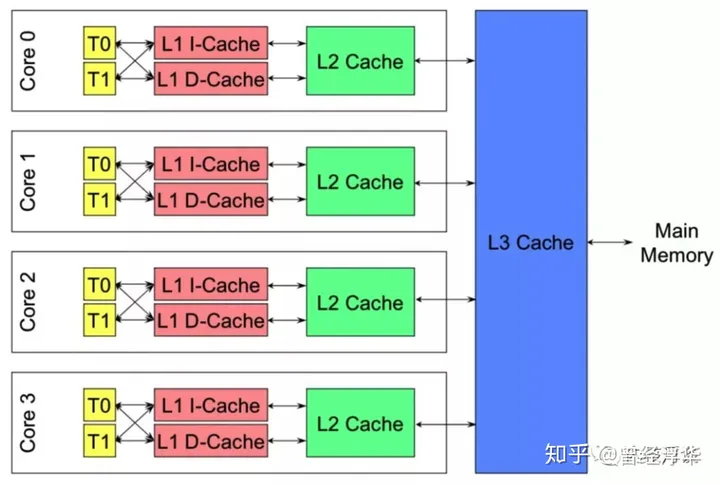 Core 0
T0
T1
L1 I-Cache
L1 D-Cache
L2 Cache
Core 1
T0
T1
L1 I-Cache
L1 D-Cache
L2 Cache
Core 2
T0
T1
L1 I-Cache
L1 D-Cache
L2 Cache
Core 3
T0
T1
L1 I-Cache
L1 D-Cache
L2 Cache
L3 Cache
Main
Memory
知乎